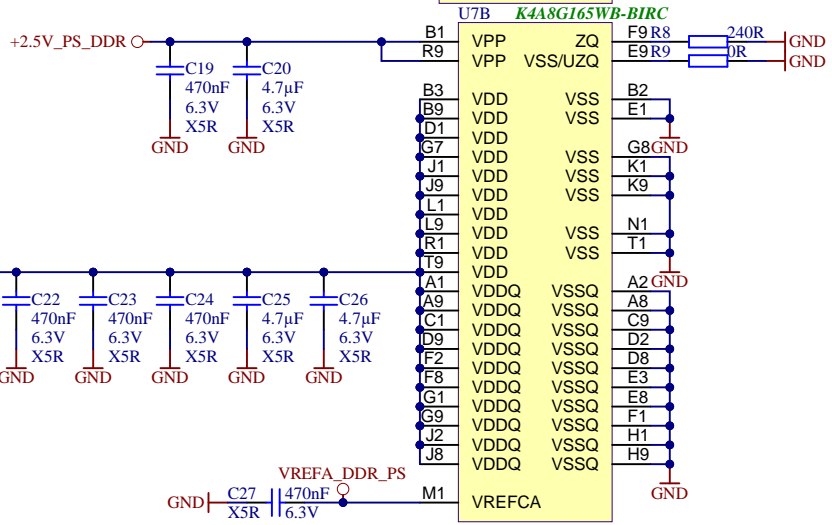 U7B K4A8G165WB-BIRC
+2.5V_PS_DDR
B1 VPP ZQ F9 R8 240R GND
R9 VPP VSS/UZQ E9 R9 0R GND
C19
470nF
6.3V
X5R
GND
C20
4.7µF
6.3V
X5R
GND
B3 VDD VSS B2
B9 VDD VSS E1
D1 VDD GND
G7 VDD VSS G8
J1 VDD VSS K1
J9 VDD VSS K9
L1 VDD
L9 VDD VSS N1
R1 VDD VSS T1
T9 VDD GND
A1 VDDQ VSSQ A2
A9 VDDQ VSSQ A8
C1 VDDQ VSSQ C9
D9 VDDQ VSSQ D2
F2 VDDQ VSSQ D8
F8 VDDQ VSSQ E3
G1 VDDQ VSSQ E8
G9 VDDQ VSSQ F1
J2 VDDQ VSSQ H1
J8 VDDQ VSSQ H9
GND
C22
470nF
6.3V
X5R
GND
C23
470nF
6.3V
X5R
GND
C24
470nF
6.3V
X5R
GND
C25
4.7µF
6.3V
X5R
GND
C26
4.7µF
6.3V
X5R
GND
VREFA_DDR_PS
GND C27 470nF M1 VREFCA
X5R 6.3V